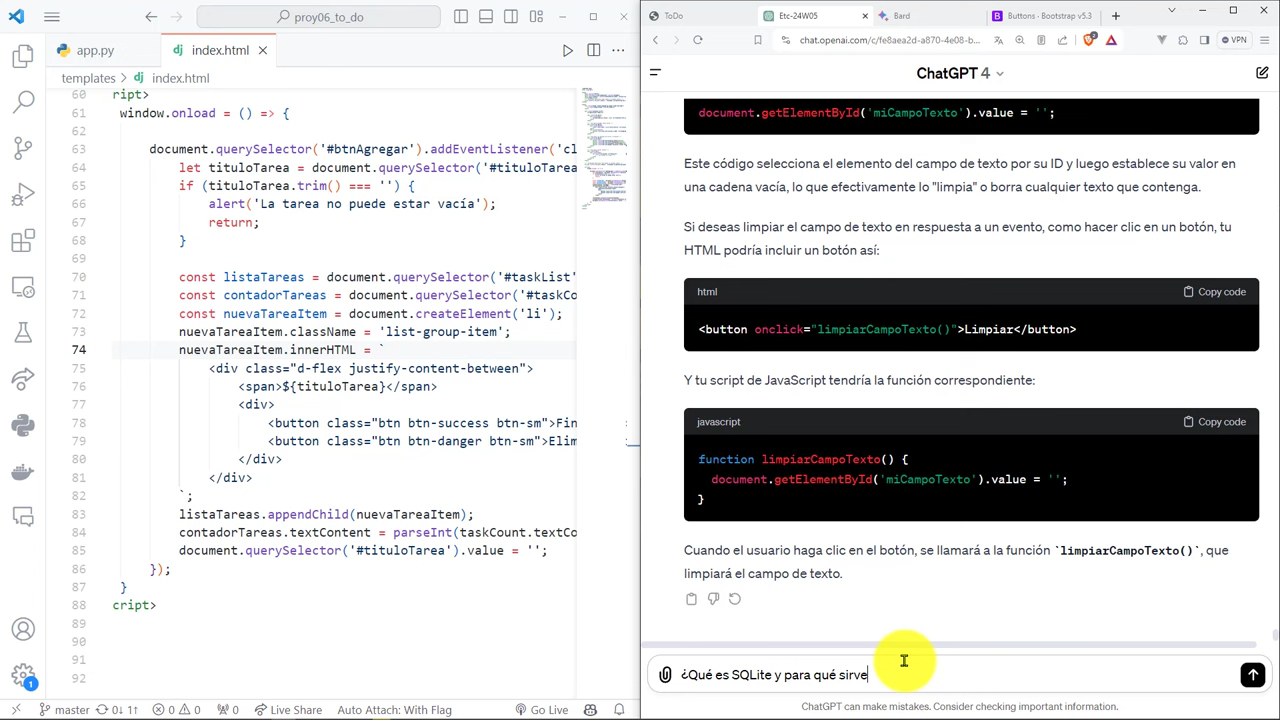 proy06_to_do
app.py
index.html
templates > index.html
60 ript>
61 window.onload = () => {
62
63 document.querySelector('
egar').addEventListener('cl
64 let tituloTarea = document.querySelector('#tituloTarea
65 if (tituloTarea.trim
== '') {
66 alert('La tarea no puede estar vacía');
67 return;
68 }
69
70 const listaTareas = document.querySelector('#taskList'
71 const contadorTareas = document.querySelector('#taskCo
72 const nuevaTareaItem = document.createElement('li');
73 nuevaTareaItem.className = 'list-group-item';
74 nuevaTareaItem.innerHTML = `
75 <div class="d-flex justify-content-between">
76 <span>${tituloTarea}</span>
77 <div>
78 <button class="btn btn-success btn-sm">Fin
79 <button class="btn btn-danger btn-sm">Elim
80 </div>
81 </div>
82 `;
83 listaTareas.appendChild(nuevaTareaItem);
84 contadorTareas.textContent = parseInt(taskCount.textCo
85 document.querySelector('#tituloTarea').value = '';
86 });
87 }
88 cript>
89
90
91
92
master 0↓ 1↑ 0 0 0 Live Share Auto Attach: With Flag Go Live
ToDo
Etc-24W05
Bard
Buttons - Bootstrap v5.3
chat.openai.com/c/fe8aea2d-a870-4e08-b...
2
VPN
ChatGPT 4
document.getElementById('miCampoTexto').value = '';
Este código selecciona el elemento del campo de texto por su ID y luego establece su valor en
una cadena vacía, lo que efectivamente lo "limpia" o borra cualquier texto que contenga.
Si deseas limpiar el campo de texto en respuesta a un evento, como hacer clic en un botón, tu
HTML podría incluir un botón así:
html
Copy code
<button onclick="limpiarCampoTexto()">Limpiar</button>
Y tu script de JavaScript tendría la función correspondiente:
javascript
Copy code
function limpiarCampoTexto() {
document.getElementById('miCampoTexto').value = '';
}
Cuando el usuario haga clic en el botón, se llamará a la función `limpiarCampoTexto()`, que
limpiará el campo de texto.
¿Qué es SQLite y para qué sirve
ChatGPT can make mistakes. Consider checking important information.